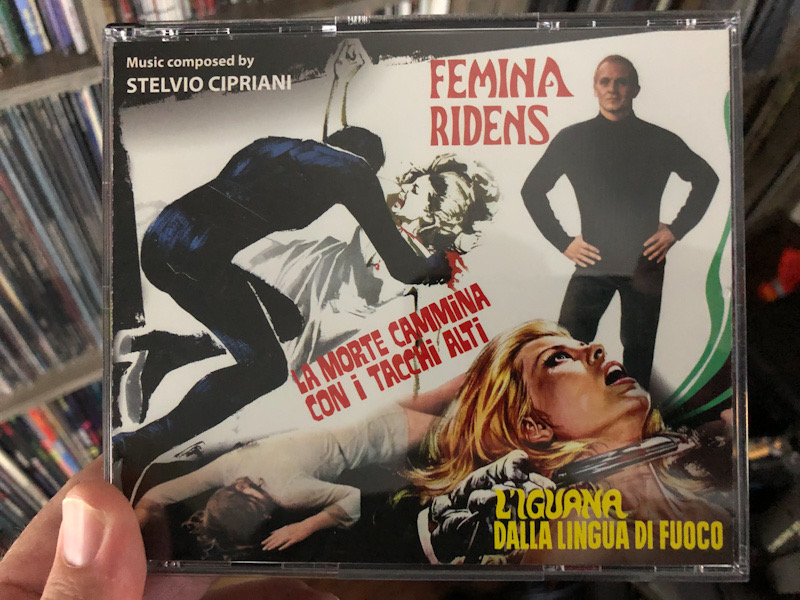 Music composed by
STELVIO CIPRIANI
FEMINA
RIDENS
LA MORTE CAMMINA
CON I TACCHI ALTI
L'IGUANA
DALLA LINGUA DI FUOCO